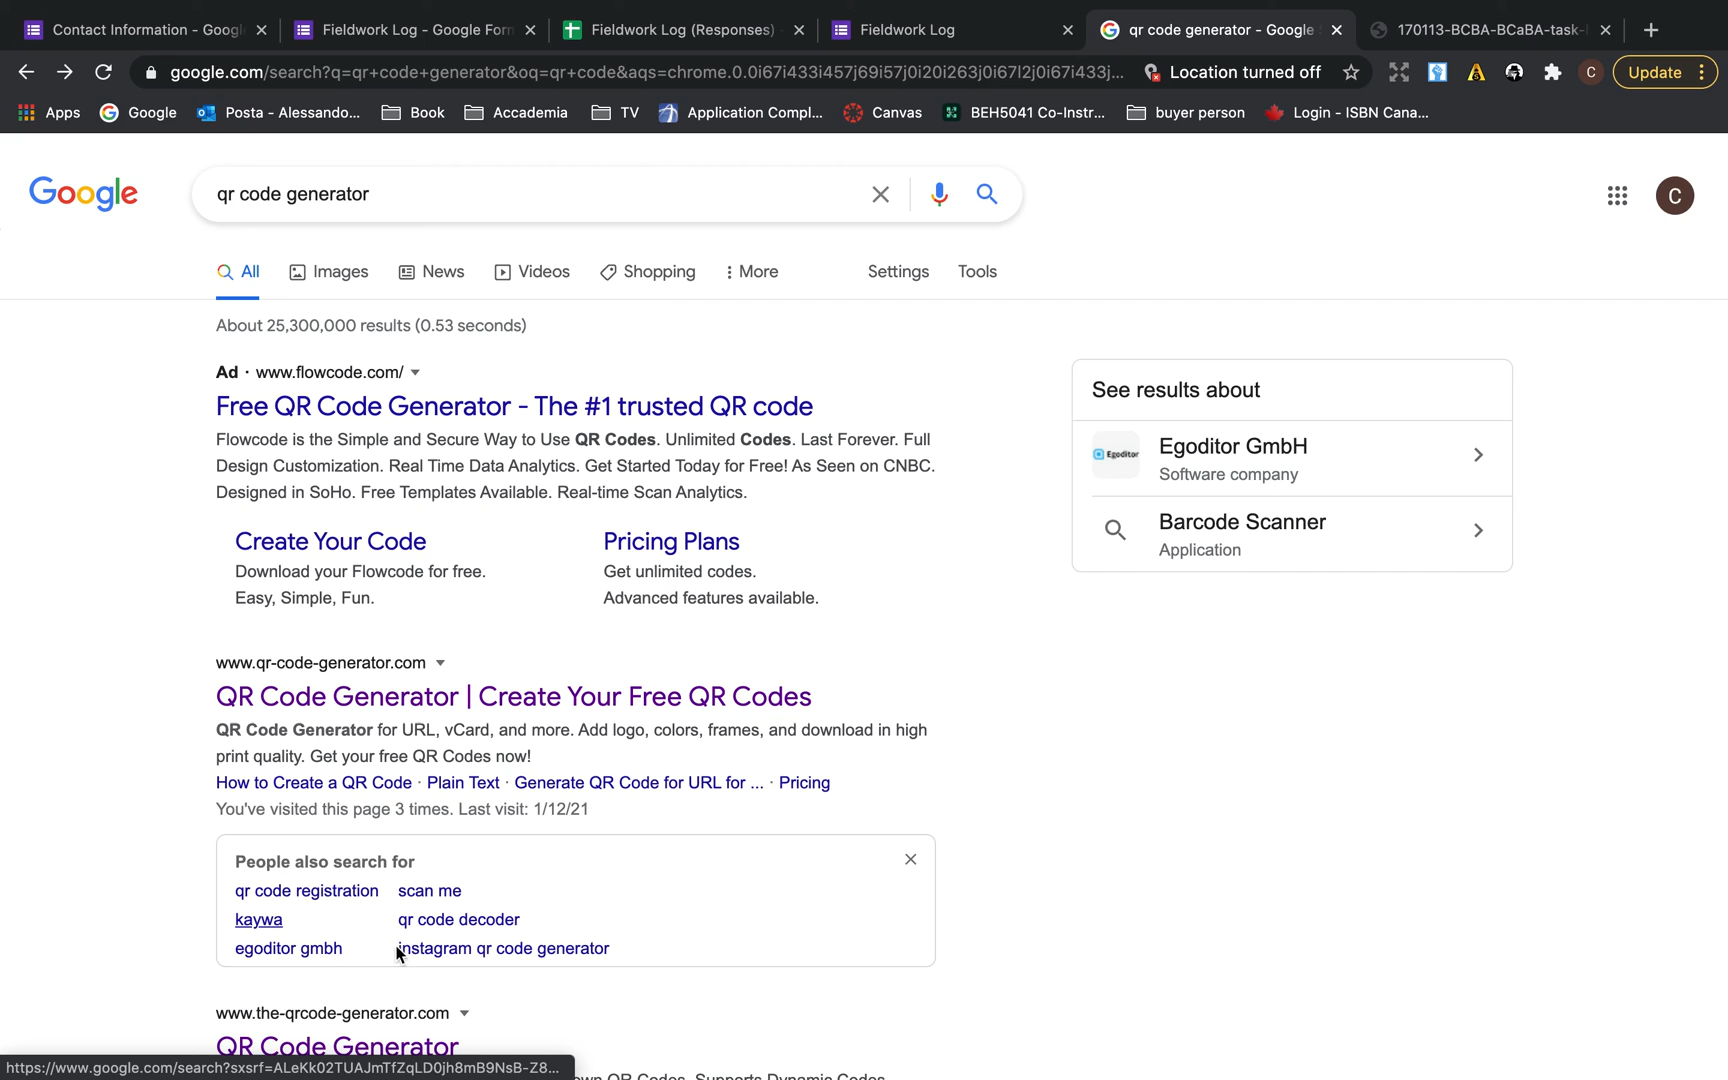 Contact Information - Googl
Fieldwork Log - Google Forn
Fieldwork Log (Responses)
Fieldwork Log
qr code generator - Google
170113-BCBA-BCaBA-task-
google.com/search?q=qr+code+generator&oq=qr+code&aqs=chrome.0.0i67i433i457j69i57j0i20i263j0i67l2j0i67i433j...
Location turned off
C
Update
Apps
Google
Posta - Alessando...
Book
Accademia
TV
Application Compl...
Canvas
BEH5041 Co-Instr...
buyer person
Login - ISBN Cana...
Google
qr code generator
C
All
Images
News
Videos
Shopping
More
Settings
Tools
About 25,300,000 results (0.53 seconds)
Ad · www.flowcode.com/
Free QR Code Generator - The #1 trusted QR code
Flowcode is the Simple and Secure Way to Use QR Codes. Unlimited Codes. Last Forever. Full
Design Customization. Real Time Data Analytics. Get Started Today for Free! As Seen on CNBC.
Designed in SoHo. Free Templates Available. Real-time Scan Analytics.
Create Your Code
Download your Flowcode for free.
Easy, Simple, Fun.
Pricing Plans
Get unlimited codes.
Advanced features available.
www.qr-code-generator.com
QR Code Generator | Create Your Free QR Codes
QR Code Generator for URL, vCard, and more. Add logo, colors, frames, and download in high
print quality. Get your free QR Codes now!
How to Create a QR Code · Plain Text · Generate QR Code for URL for ... · Pricing
You've visited this page 3 times. Last visit: 1/12/21
People also search for
qr code registration
scan me
kaywa
qr code decoder
egoditor gmbh
instagram qr code generator
www.the-qrcode-generator.com
QR Code Generator
own QR Codes. Supports Dynamic Codes
https://www.google.com/search?sxsrf=ALeKk02TUAJmTfZqLD0jh8mB9NsB-Z8...
See results about
Egoditor
Egoditor GmbH
Software company
Barcode Scanner
Application